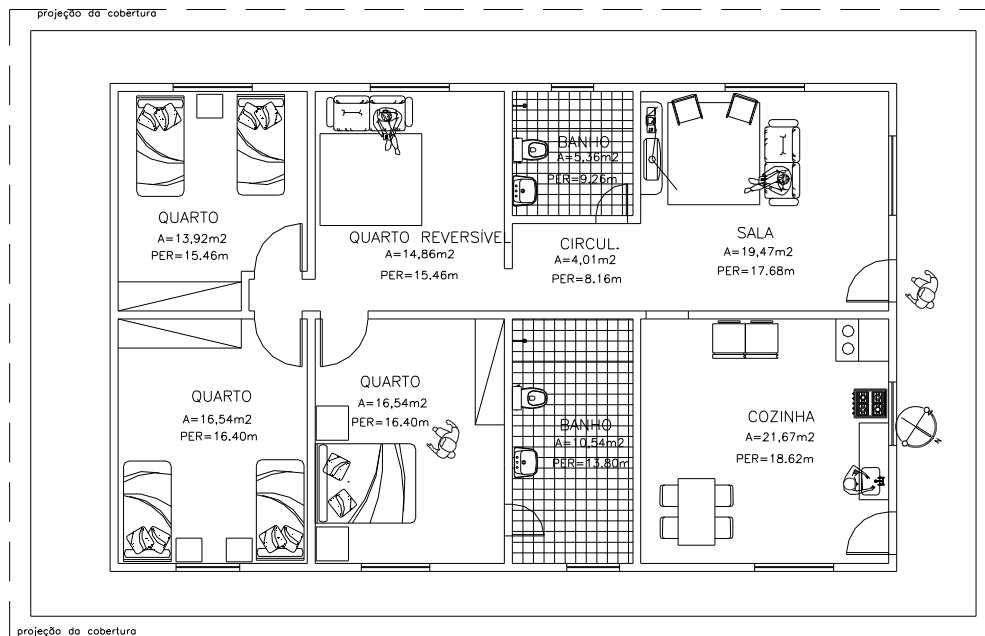 projeção da cobertura
QUARTO
A=13,92m2
PER=15.46m
QUARTO REVERSÍVEL
A=14,86m2
PER=15.46m
BANHO
A=5,36m2
PER=9.26m
CIRCUL.
A=4,01m2
PER=8.16m
SALA
A=19,47m2
PER=17.68m
QUARTO
A=16,54m2
PER=16.40m
QUARTO
A=16,54m2
PER=16.40m
BANHO
A=10,54m2
PER=13.80m
COZINHA
A=21,67m2
PER=18.62m
N
projeção da cobertura